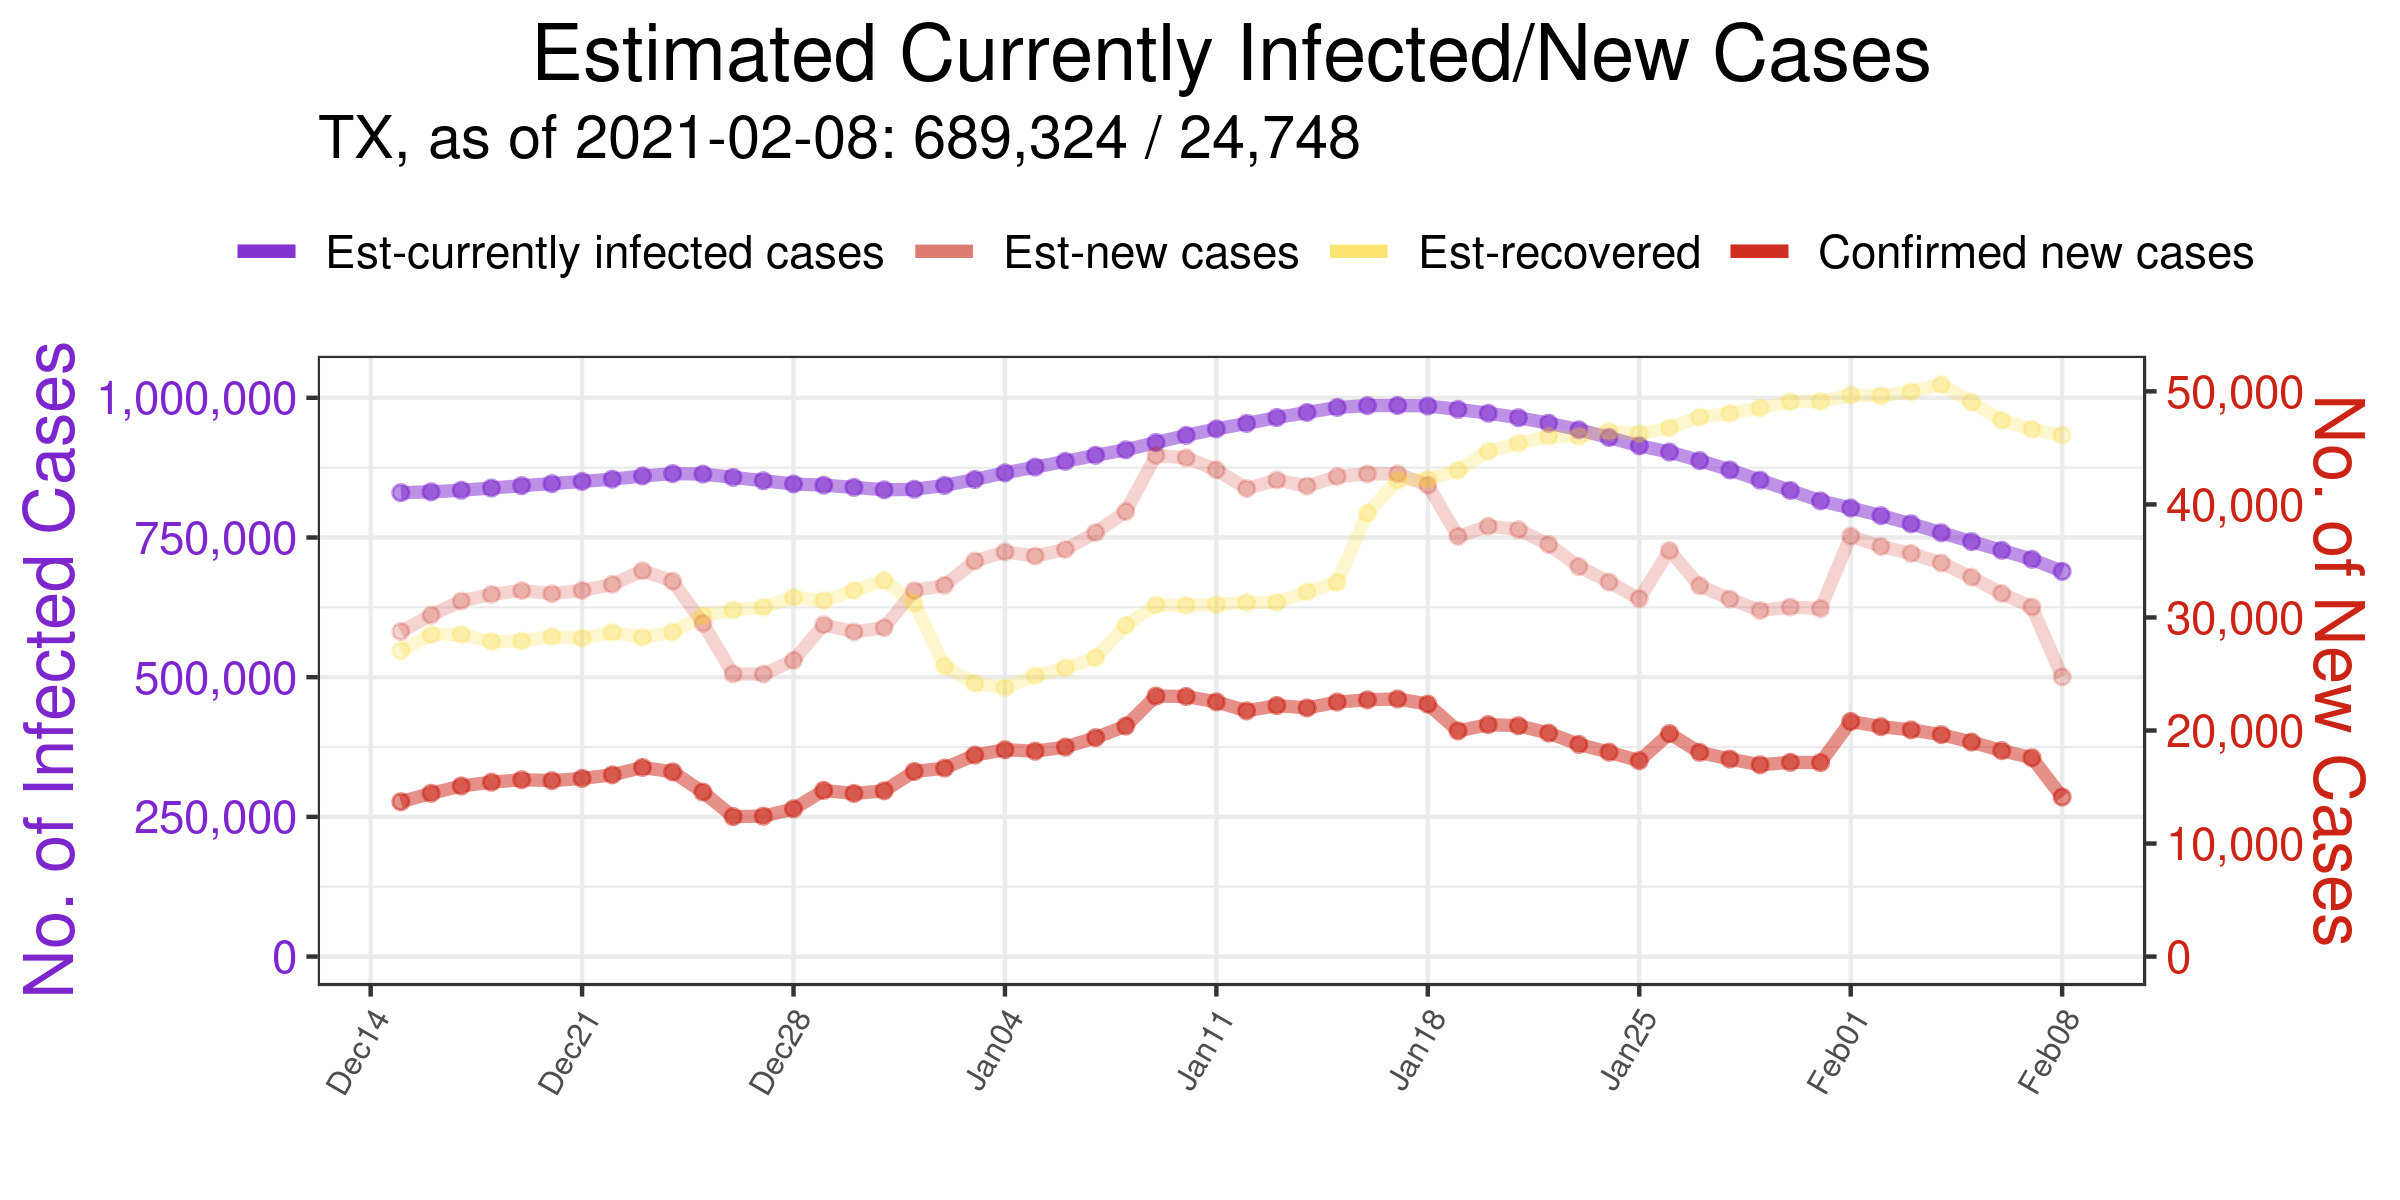 Estimated Currently Infected/New Cases
TX, as of 2021-02-08: 689,324 / 24,748
Est-currently infected cases Est-new cases Est-recovered Confirmed new cases
No. of Infected Cases
1,000,000
750,000
500,000
250,000
0
50,000
40,000
30,000
20,000
10,000
0
No. of New Cases
Dec14 Dec21 Dec28 Jan04 Jan11 Jan18 Jan25 Feb01 Feb08